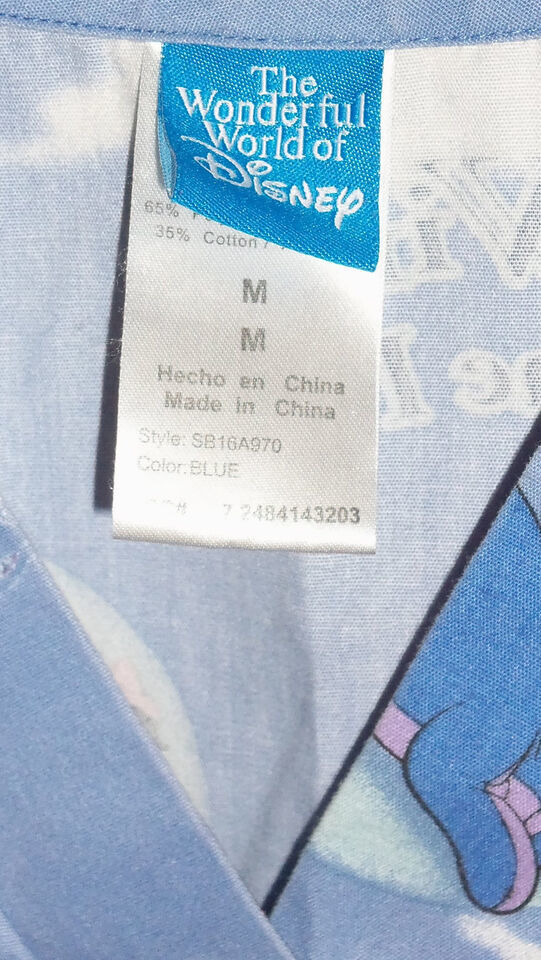 The
Wonderful
World of
Disney
65%
35% Cotton /
M
M
Hecho en China
Made in China
Style: SB16A970
Color: BLUE
7 2484143203